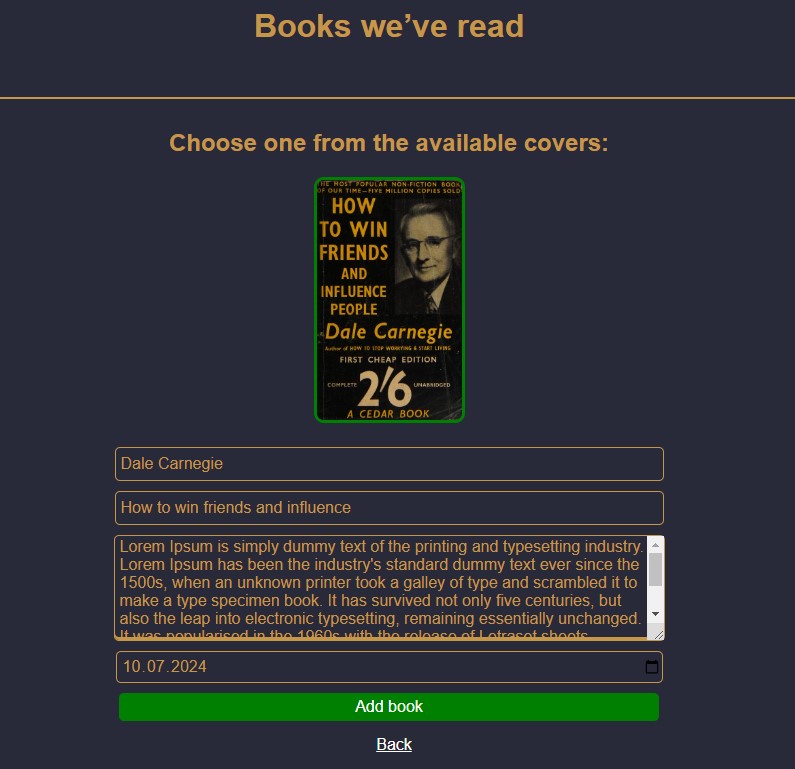 Books we’ve read
Choose one from the available covers:
THE MOST POPULAR NON-FICTION BOOK
OF OUR TIME—FIVE MILLION COPIES SOLD
HOW
TO WIN
FRIENDS
AND
INFLUENCE
PEOPLE
Dale Carnegie
Author of HOW TO STOP WORRYING & START LIVING
FIRST CHEAP EDITION
COMPLETE 2/6 UNABRIDGED
A CEDAR BOOK
Dale Carnegie
How to win friends and influence
Lorem Ipsum is simply dummy text of the printing and typesetting industry.
Lorem Ipsum has been the industry's standard dummy text ever since the
1500s, when an unknown printer took a galley of type and scrambled it to
make a type specimen book. It has survived not only five centuries, but
also the leap into electronic typesetting, remaining essentially unchanged.
It was popularised in the 1960s with the release of Letraset sheets
10.07.2024
Add book
Back